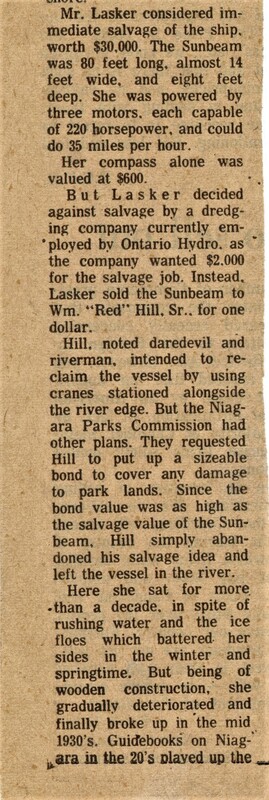 shore.
Mr. Lasker considered im-
mediate salvage of the ship,
worth $30,000. The Sunbeam
was 80 feet long, almost 14
feet wide, and eight feet
deep. She was powered by
three motors, each capable
of 220 horsepower, and could
do 35 miles per hour.
Her compass alone was
valued at $600.
But Lasker decided
against salvage by a dredg-
ing company currently em-
ployed by Ontario Hydro, as
the company wanted $2.000
for the salvage job. Instead,
Lasker sold the Sunbeam to
Wm. "Red" Hill, Sr., for one
dollar.
Hill, noted daredevil and
riverman, intended to re-
claim the vessel by using
cranes stationed alongside
the river edge. But the Niag-
ara Parks Commission had
other plans. They requested
Hill to put up a sizeable
bond to cover any damage
to park lands. Since the
bond value was as high as
the salvage value of the Sun-
beam, Hill simply aban-
doned his salvage idea and
left the vessel in the river.
Here she sat for more
than a decade, in spite of
rushing water and the ice
floes which battered her
sides in the winter and
springtime. But being of
wooden construction, she
gradually deteriorated and
finally broke up in the mid
1930's. Guidebooks on Niag-
ara in the 20's played up the